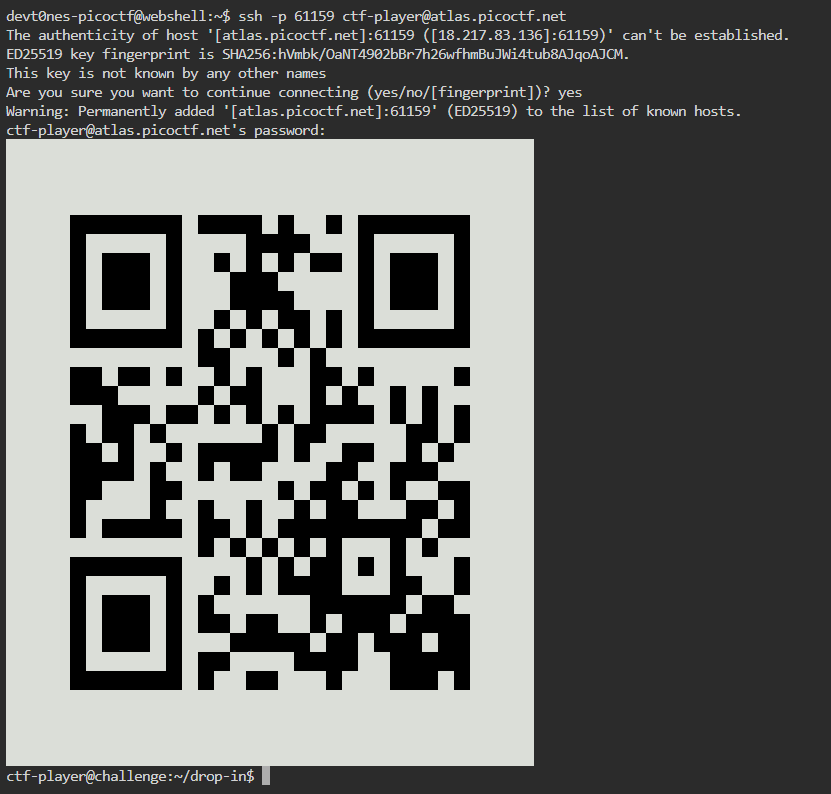 devt0nes-picoctf@webshell:~$ ssh -p 61159 ctf-player@atlas.picoctf.net
The authenticity of host '[atlas.picoctf.net]:61159 ([18.217.83.136]:61159)' can't be established.
ED25519 key fingerprint is SHA256:hVmbk/OaNT4902bBr7h26wfhmBuJWi4tub8AJqoAJCM.
This key is not known by any other names
Are you sure you want to continue connecting (yes/no/[fingerprint])? yes
Warning: Permanently added '[atlas.picoctf.net]:61159' (ED25519) to the list of known hosts.
ctf-player@atlas.picoctf.net's password:
ctf-player@challenge:~/drop-in$